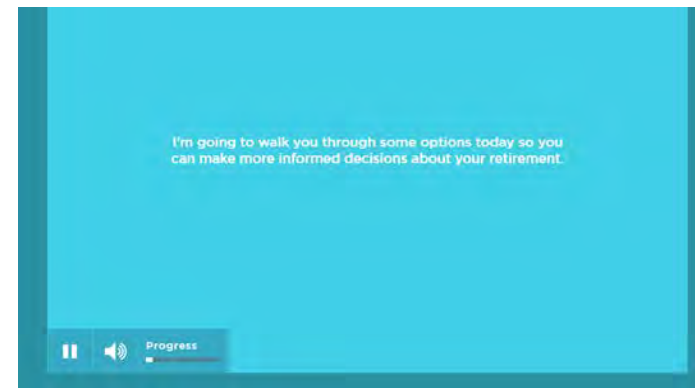 I'm going to walk you through some options today so you
can make more informed decisions about your retirement.
Progress